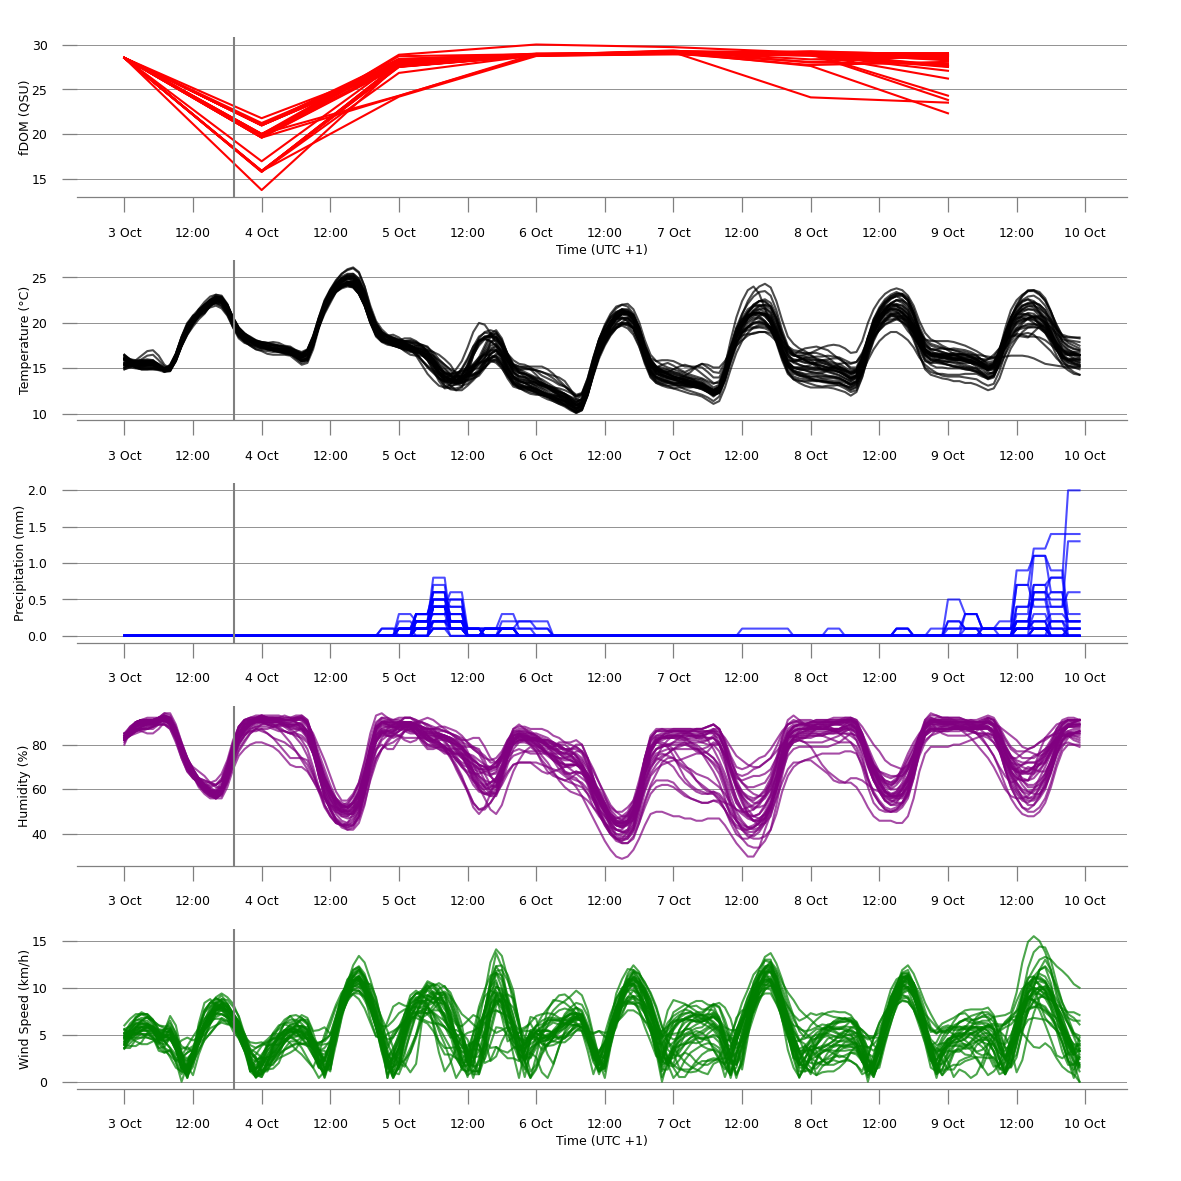 30
25
20
15
fDOM (QSU)
3 Oct 12:00 4 Oct 12:00 5 Oct 12:00 6 Oct 12:00 7 Oct 12:00 8 Oct 12:00 9 Oct 12:00 10 Oct
Time (UTC +1)
25
20
15
10
Temperature (°C)
3 Oct 12:00 4 Oct 12:00 5 Oct 12:00 6 Oct 12:00 7 Oct 12:00 8 Oct 12:00 9 Oct 12:00 10 Oct
2.0
1.5
1.0
0.5
0.0
Precipitation (mm)
3 Oct 12:00 4 Oct 12:00 5 Oct 12:00 6 Oct 12:00 7 Oct 12:00 8 Oct 12:00 9 Oct 12:00 10 Oct
80
60
40
Humidity (%)
3 Oct 12:00 4 Oct 12:00 5 Oct 12:00 6 Oct 12:00 7 Oct 12:00 8 Oct 12:00 9 Oct 12:00 10 Oct
15
10
5
0
Wind Speed (km/h)
3 Oct 12:00 4 Oct 12:00 5 Oct 12:00 6 Oct 12:00 7 Oct 12:00 8 Oct 12:00 9 Oct 12:00 10 Oct
Time (UTC +1)